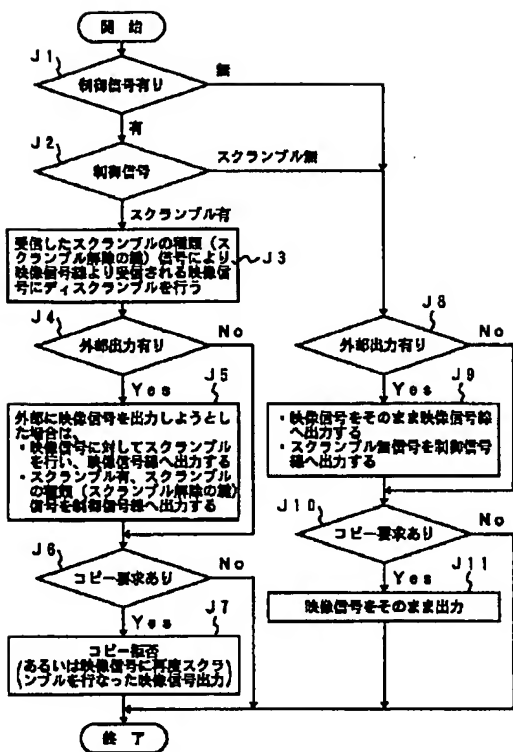 開 始
J1
制御信号有り
無
有
J2
制御信号
スクランブル無
スクランブル有
受信したスクランブルの種類（ス
クランブル解除の鍵）信号により
映像信号線より受信される映像信
号にディスクランブルを行う
J3
J4
外部出力有り
No
Yes
J5
外部に映像信号を出力しようとし
た場合は、
・映像信号に対してスクランブル
を行い、映像信号線へ出力する
・スクランブル有、スクランブル
の種類（スクランブル解除の鍵）
信号を制御信号線へ出力する
J6
コピー要求あり
No
Yes
J7
コピー拒否
(あるいは映像信号に再度スクラ
ンブルを行なった映像信号出力)
J8
外部出力有り
No
Yes
J9
・映像信号をそのまま映像信号線
へ出力する
・スクランブル無信号を制御信号
線へ出力する
J10
コピー要求あり
No
Yes
J11
映像信号をそのまま出力
終 了